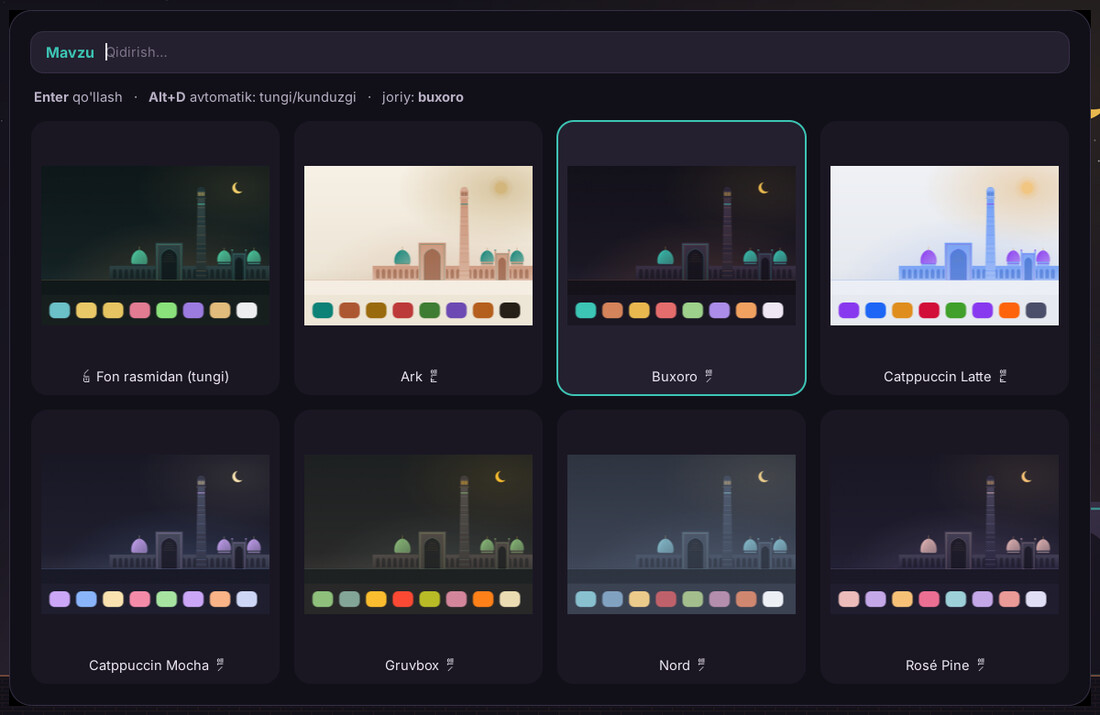 Mavzu Qidirish...
Enter qo'llash · Alt+D avtomatik: tungi/kunduzgi · joriy: buxoro
Fon rasmidan (tungi)
Ark
Buxoro
Catppuccin Latte
Catppuccin Mocha
Gruvbox
Nord
Rosé Pine